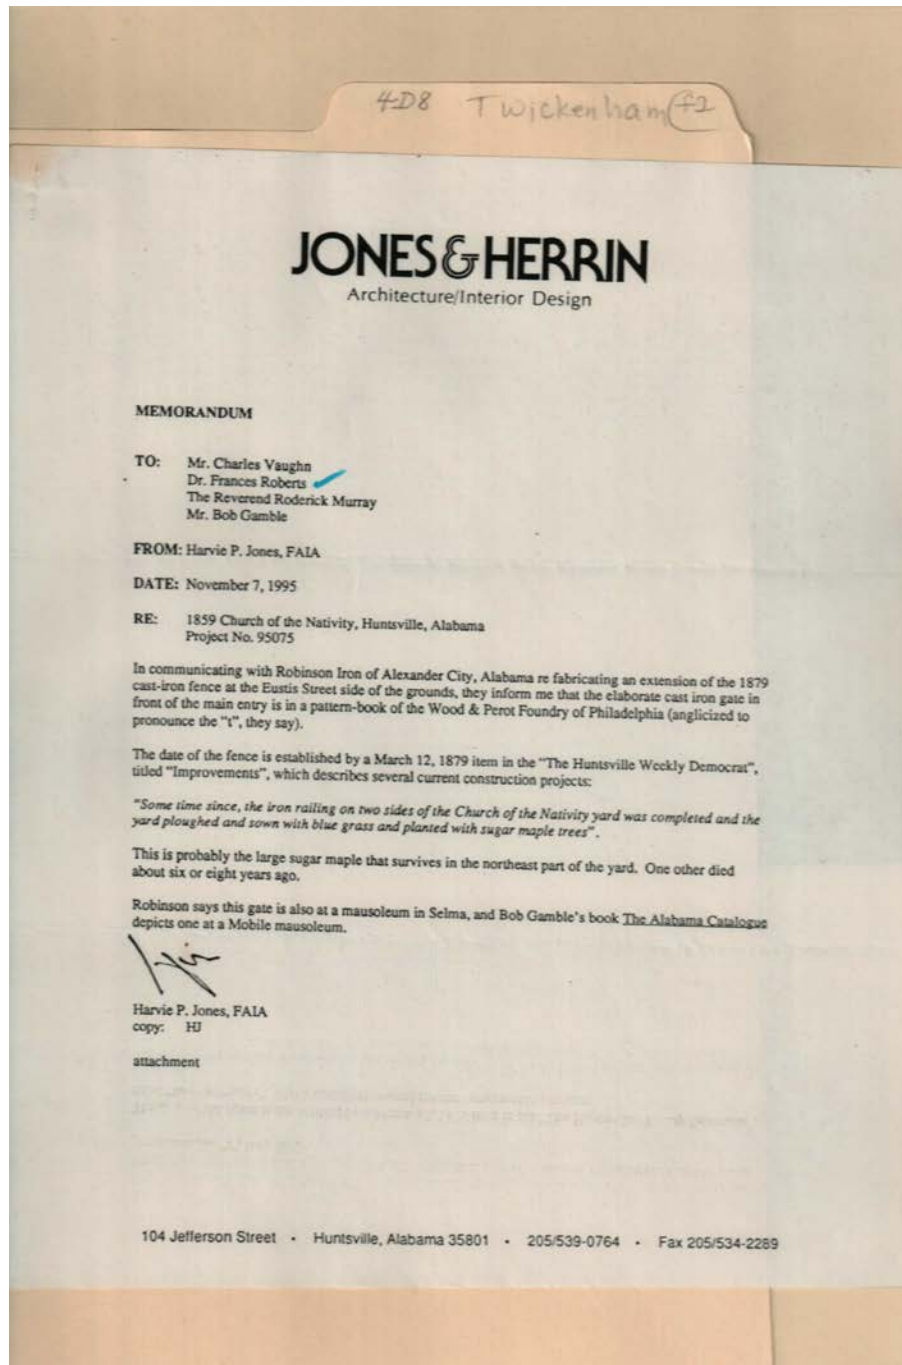 4-D8 Twickenham f2
JONES&HERRIN
Architecture/Interior Design
MEMORANDUM
TO: Mr. Charles Vaughn
Dr. Frances Roberts
The Reverend Roderick Murray
Mr. Bob Gamble
FROM: Harvie P. Jones, FAIA
DATE: November 7, 1995
RE: 1859 Church of the Nativity, Huntsville, Alabama
Project No. 95075
In communicating with Robinson Iron of Alexander City, Alabama re fabricating an extension of the 1879
cast-iron fence at the Eustis Street side of the grounds, they inform me that the elaborate cast iron gate in
front of the main entry is in a pattern-book of the Wood & Perot Foundry of Philadelphia (anglicized to
pronounce the "t", they say).
The date of the fence is established by a March 12, 1879 item in the "The Huntsville Weekly Democrat",
titled "Improvements", which describes several current construction projects:
"Some time since, the iron railing on two sides of the Church of the Nativity yard was completed and the
yard ploughed and sown with blue grass and planted with sugar maple trees".
This is probably the large sugar maple that survives in the northeast part of the yard. One other died
about six or eight years ago.
Robinson says this gate is also at a mausoleum in Selma, and Bob Gamble's book The Alabama Catalogue
depicts one at a Mobile mausoleum.
Harvie P. Jones, FAIA
copy: HJ
attachment
104 Jefferson Street • Huntsville, Alabama 35801 • 205/539-0764 • Fax 205/534-2289